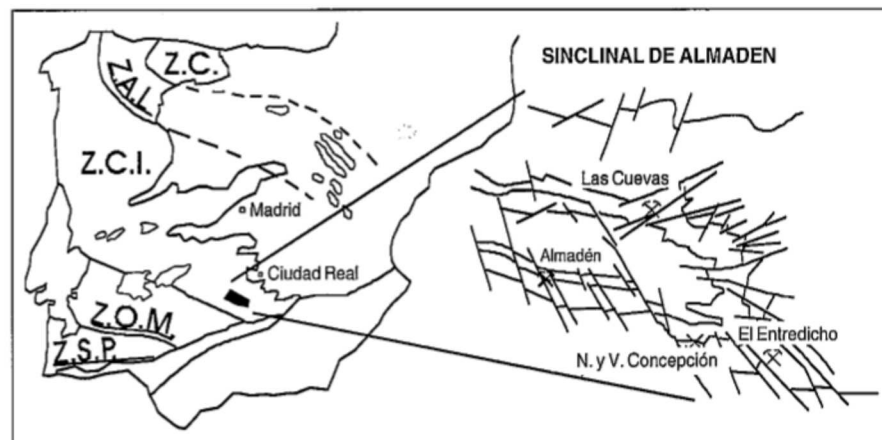 Z.C.
Z.A.L.
Z.C.I.
Madrid
Ciudad Real
Z.O.M.
Z.S.P.
SINCLINAL DE ALMADEN
Las Cuevas
Almadén
El Entredicho
N. y V. Concepción